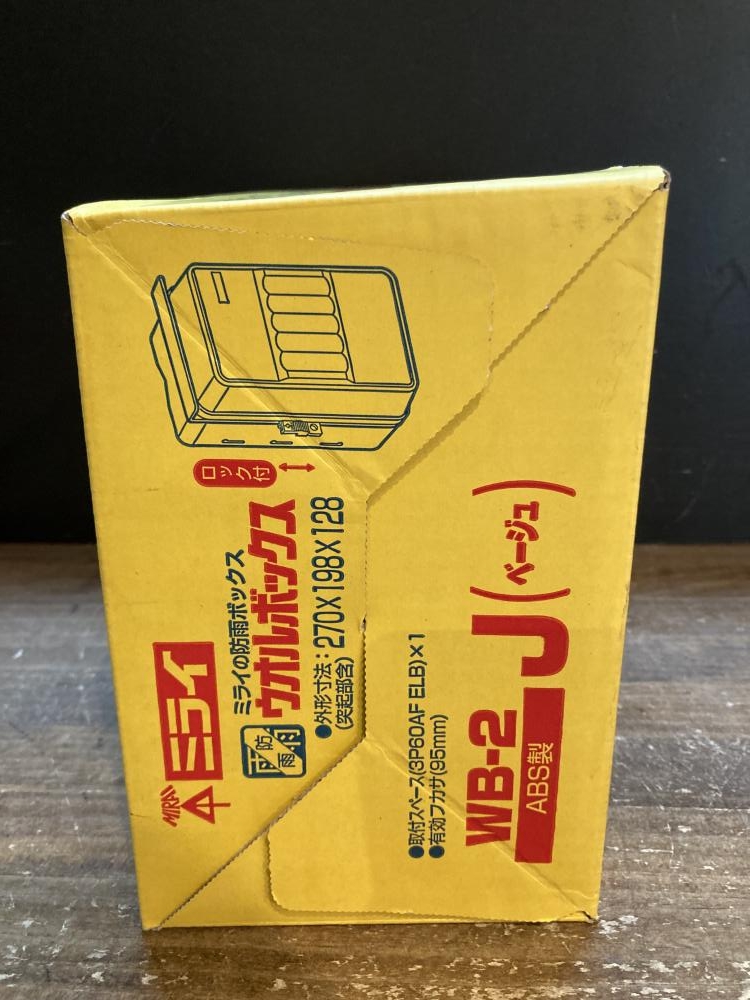 MIRAI
ミライ
ミライの防雨ボックス
防雨
ウオルボックス
ロック付
●外形寸法:270×198×128
(突起部含)
●取付スペース(3P60AF ELB)×1
●有効フカサ(95mm)
WB-2
ABS製
J(ベージュ)